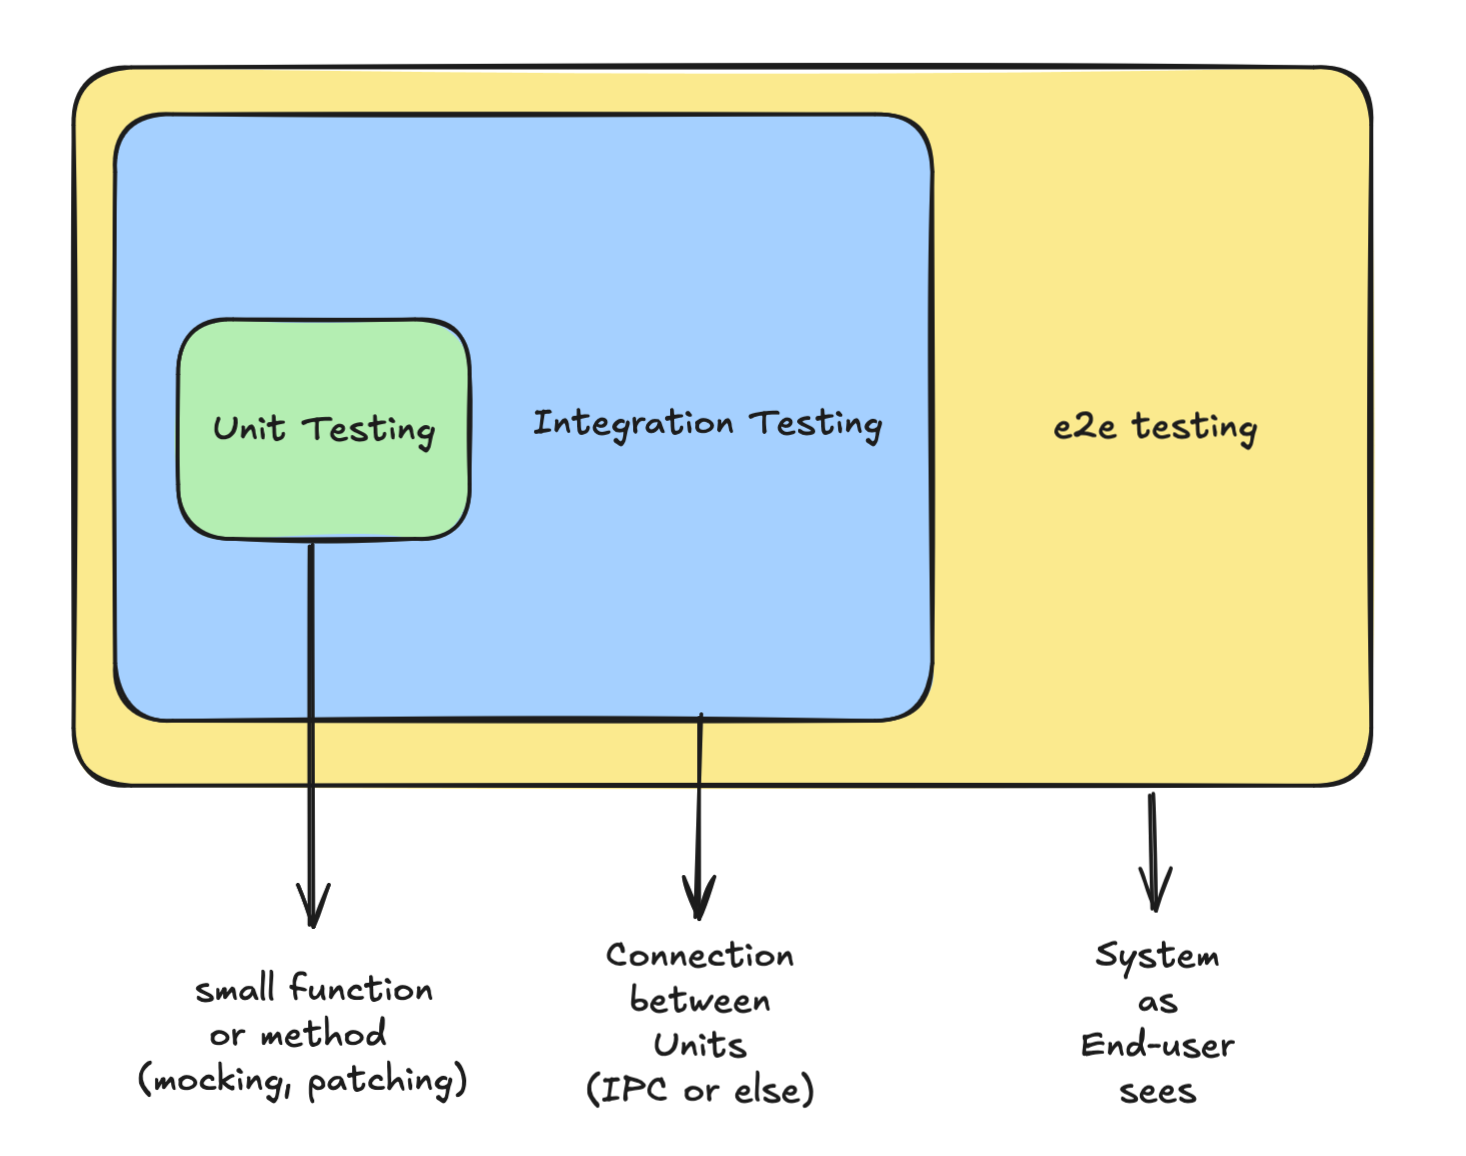 Unit Testing
Integration Testing
e2e testing
small function
or method
(mocking, patching)
Connection
between
Units
(IPC or else)
System
as
End-user
sees